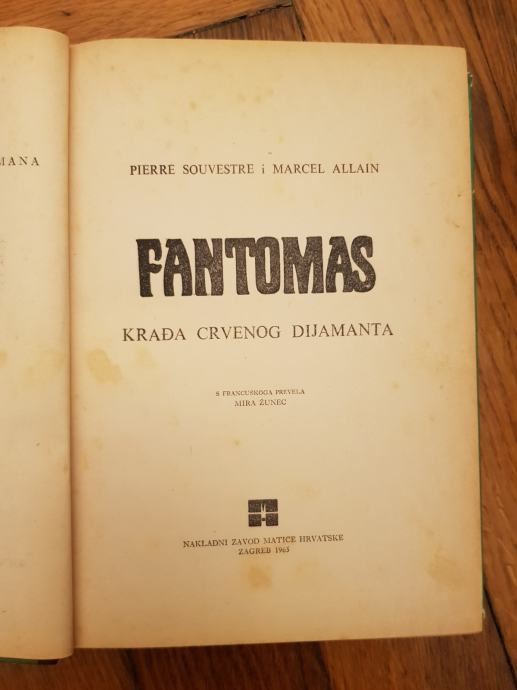 MANA
PIERRE SOUVESTRE i MARCEL ALLAIN
FANTOMAS
KRAĐA CRVENOG DIJAMANTA
S FRANCUSKOGA PREVELA
MIRA ŽUNEC
NAKLADNI ZAVOD MATICE HRVATSKE
ZAGREB 1965